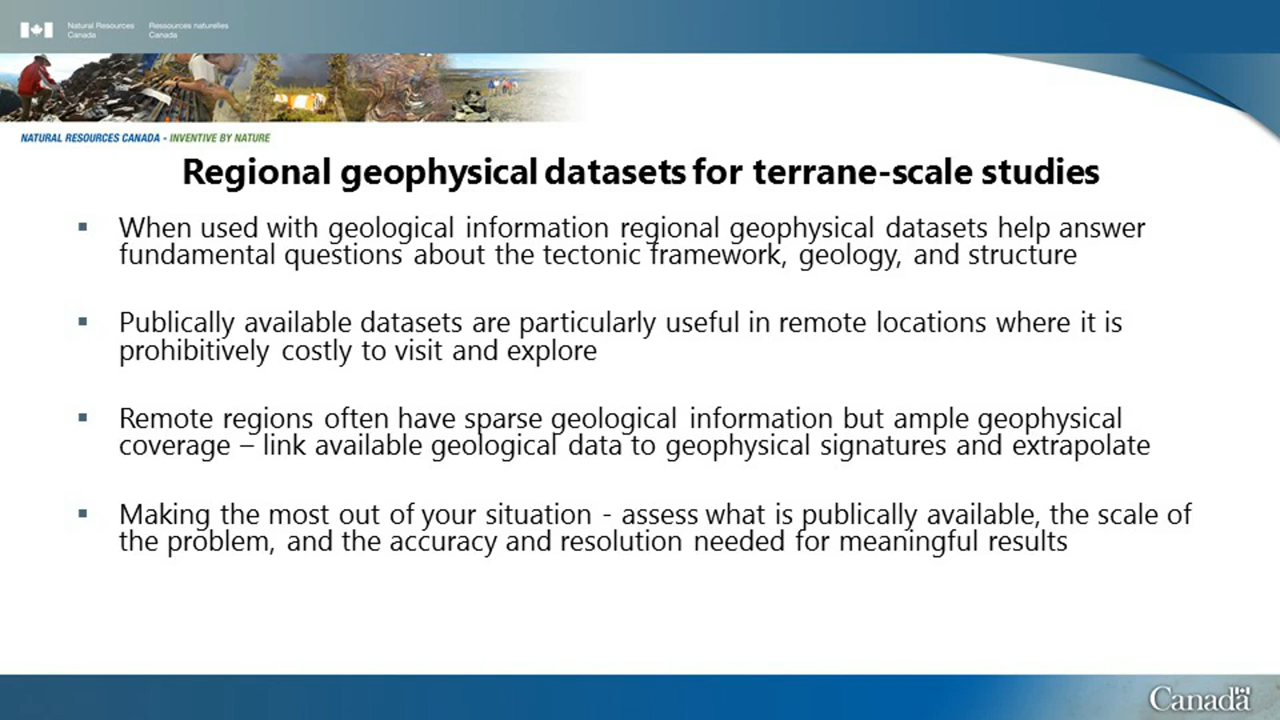 Natural Resources Ressources naturelles
Canada Canada
NATURAL RESOURCES CANADA - INVENTIVE BY NATURE
Regional geophysical datasets for terrane-scale studies
▪ When used with geological information regional geophysical datasets help answer
fundamental questions about the tectonic framework, geology, and structure
▪ Publically available datasets are particularly useful in remote locations where it is
prohibitively costly to visit and explore
▪ Remote regions often have sparse geological information but ample geophysical
coverage – link available geological data to geophysical signatures and extrapolate
▪ Making the most out of your situation - assess what is publically available, the scale of
the problem, and the accuracy and resolution needed for meaningful results
Canada